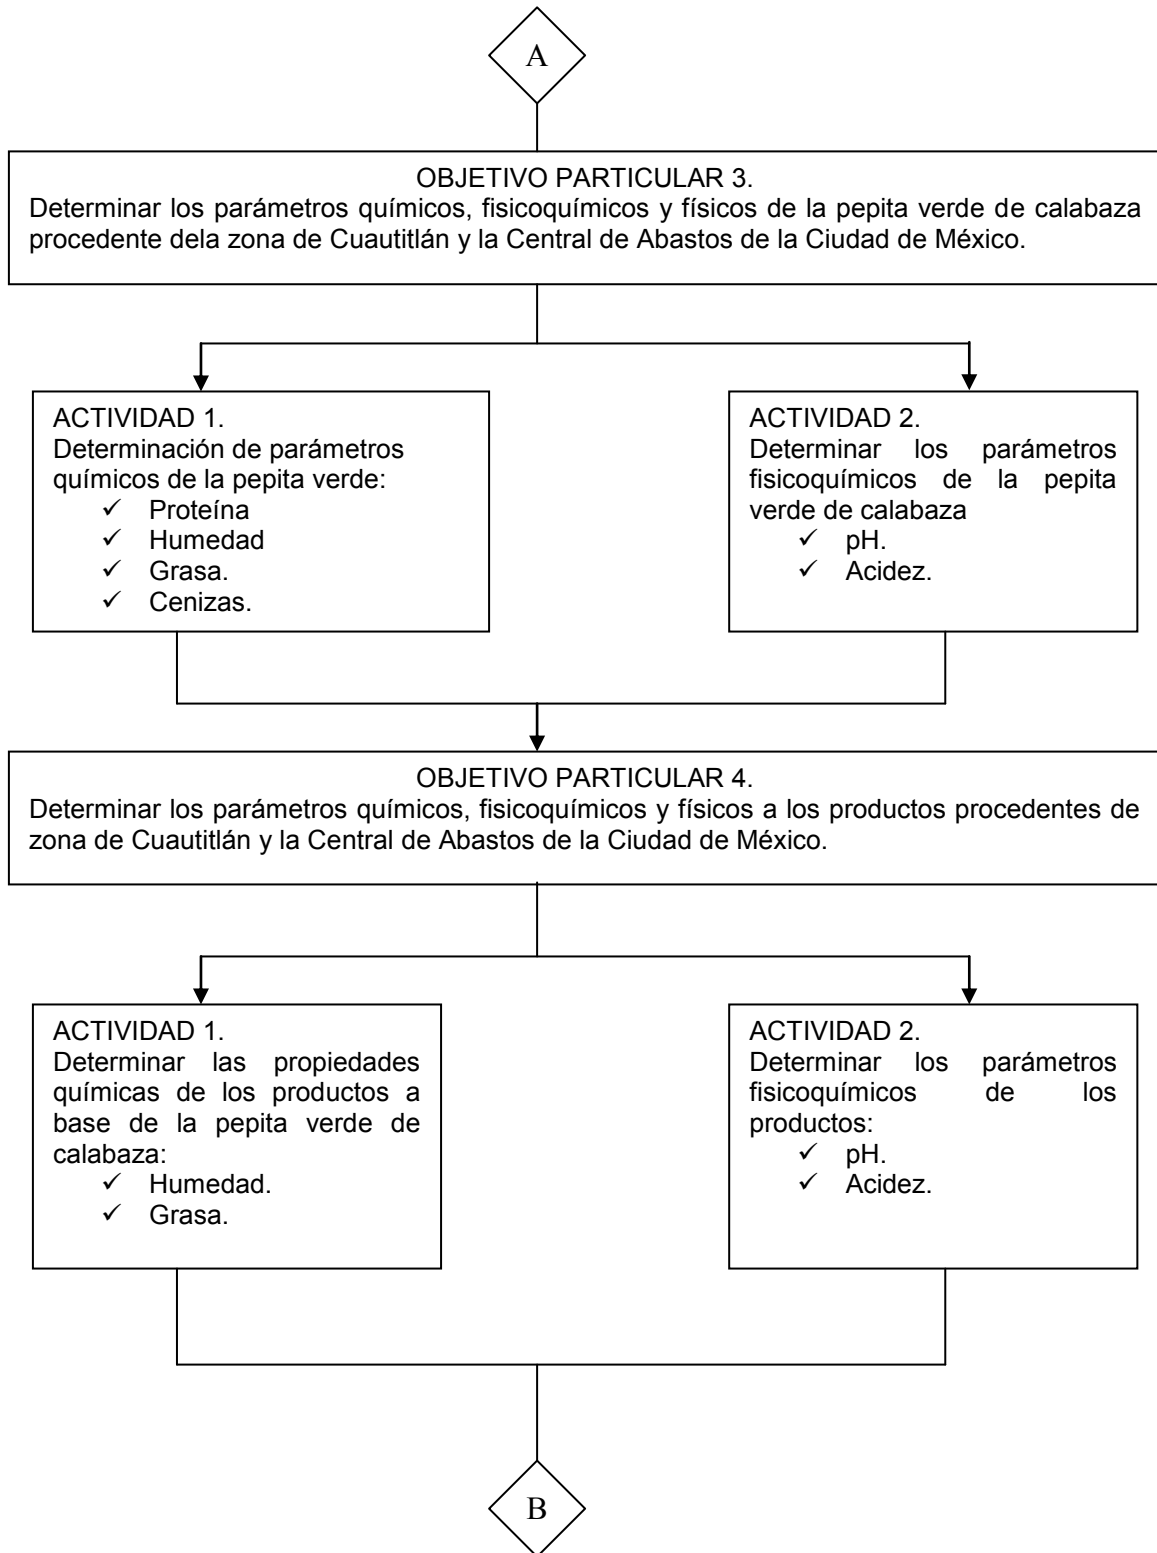 A
OBJETIVO PARTICULAR 3.
Determinar los parámetros químicos, fisicoquímicos y físicos de la pepita verde de calabaza
procedente dela zona de Cuautitlán y la Central de Abastos de la Ciudad de México.
ACTIVIDAD 1.
Determinación de parámetros
químicos de la pepita verde:
✓ Proteína
✓ Humedad
✓ Grasa.
✓ Cenizas.
ACTIVIDAD 2.
Determinar los parámetros
fisicoquímicos de la pepita
verde de calabaza
✓ pH.
✓ Acidez.
OBJETIVO PARTICULAR 4.
Determinar los parámetros químicos, fisicoquímicos y físicos a los productos procedentes de
zona de Cuautitlán y la Central de Abastos de la Ciudad de México.
ACTIVIDAD 1.
Determinar las propiedades
químicas de los productos a
base de la pepita verde de
calabaza:
✓ Humedad.
✓ Grasa.
ACTIVIDAD 2.
Determinar los parámetros
fisicoquímicos de los
productos:
✓ pH.
✓ Acidez.
B